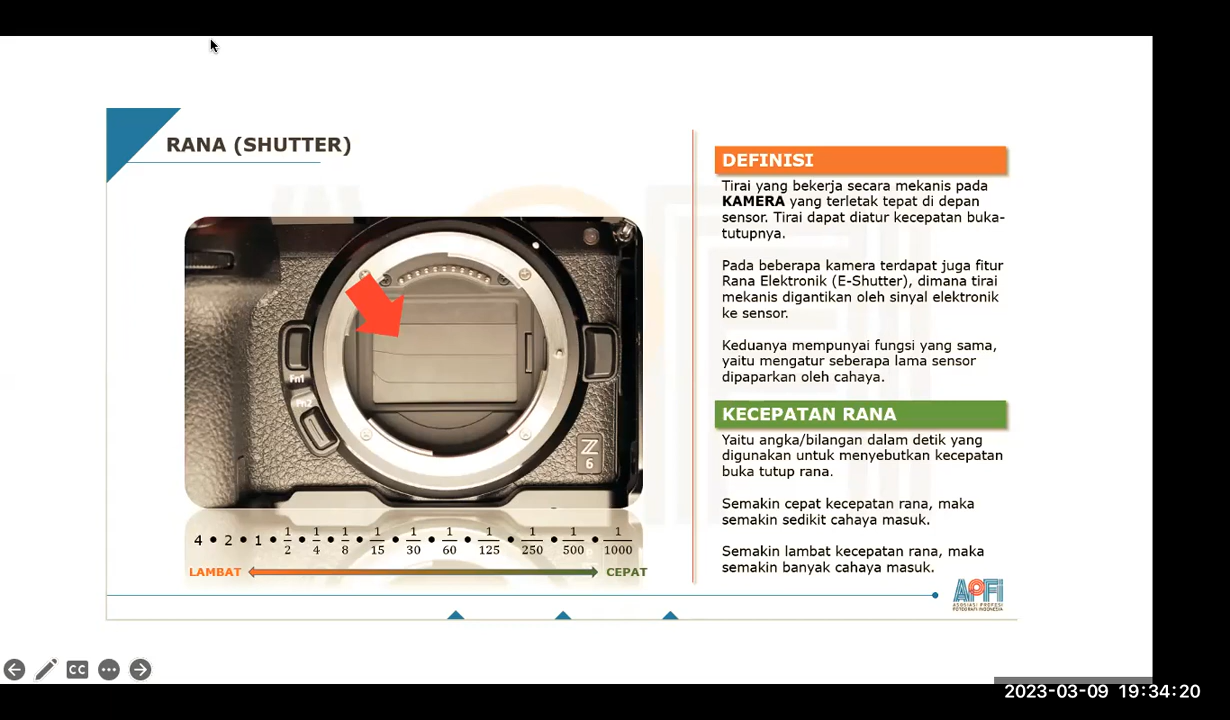 RANA (SHUTTER)
Fn1
Fn2
Z
6
4 • 2 • 1 • 1/2 • 1/4 • 1/8 • 1/15 • 1/30 • 1/60 • 1/125 • 1/250 • 1/500 • 1/1000
LAMBAT
CEPAT
DEFINISI
Tirai yang bekerja secara mekanis pada
KAMERA yang terletak tepat di depan
sensor. Tirai dapat diatur kecepatan buka-
tutupnya.
Pada beberapa kamera terdapat juga fitur
Rana Elektronik (E-Shutter), dimana tirai
mekanis digantikan oleh sinyal elektronik
ke sensor.
Keduanya mempunyai fungsi yang sama,
yaitu mengatur seberapa lama sensor
dipaparkan oleh cahaya.
KECEPATAN RANA
Yaitu angka/bilangan dalam detik yang
digunakan untuk menyebutkan kecepatan
buka tutup rana.
Semakin cepat kecepatan rana, maka
semakin sedikit cahaya masuk.
Semakin lambat kecepatan rana, maka
semakin banyak cahaya masuk.
APFI
ASOSIASI PROFESI
FOTOGRAFI INDONESIA
CC
2023-03-09 19:34:20